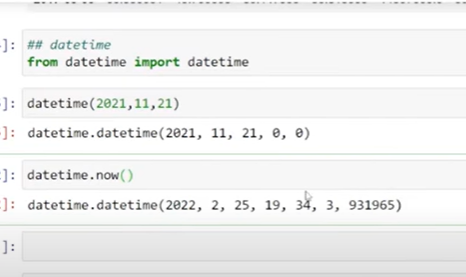 ]:
## datetime
from datetime import datetime
]: datetime(2021,11,21)
]: datetime.datetime(2021, 11, 21, 0, 0)
]: datetime.now()
]: datetime.datetime(2022, 2, 25, 19, 34, 3, 931965)
]: